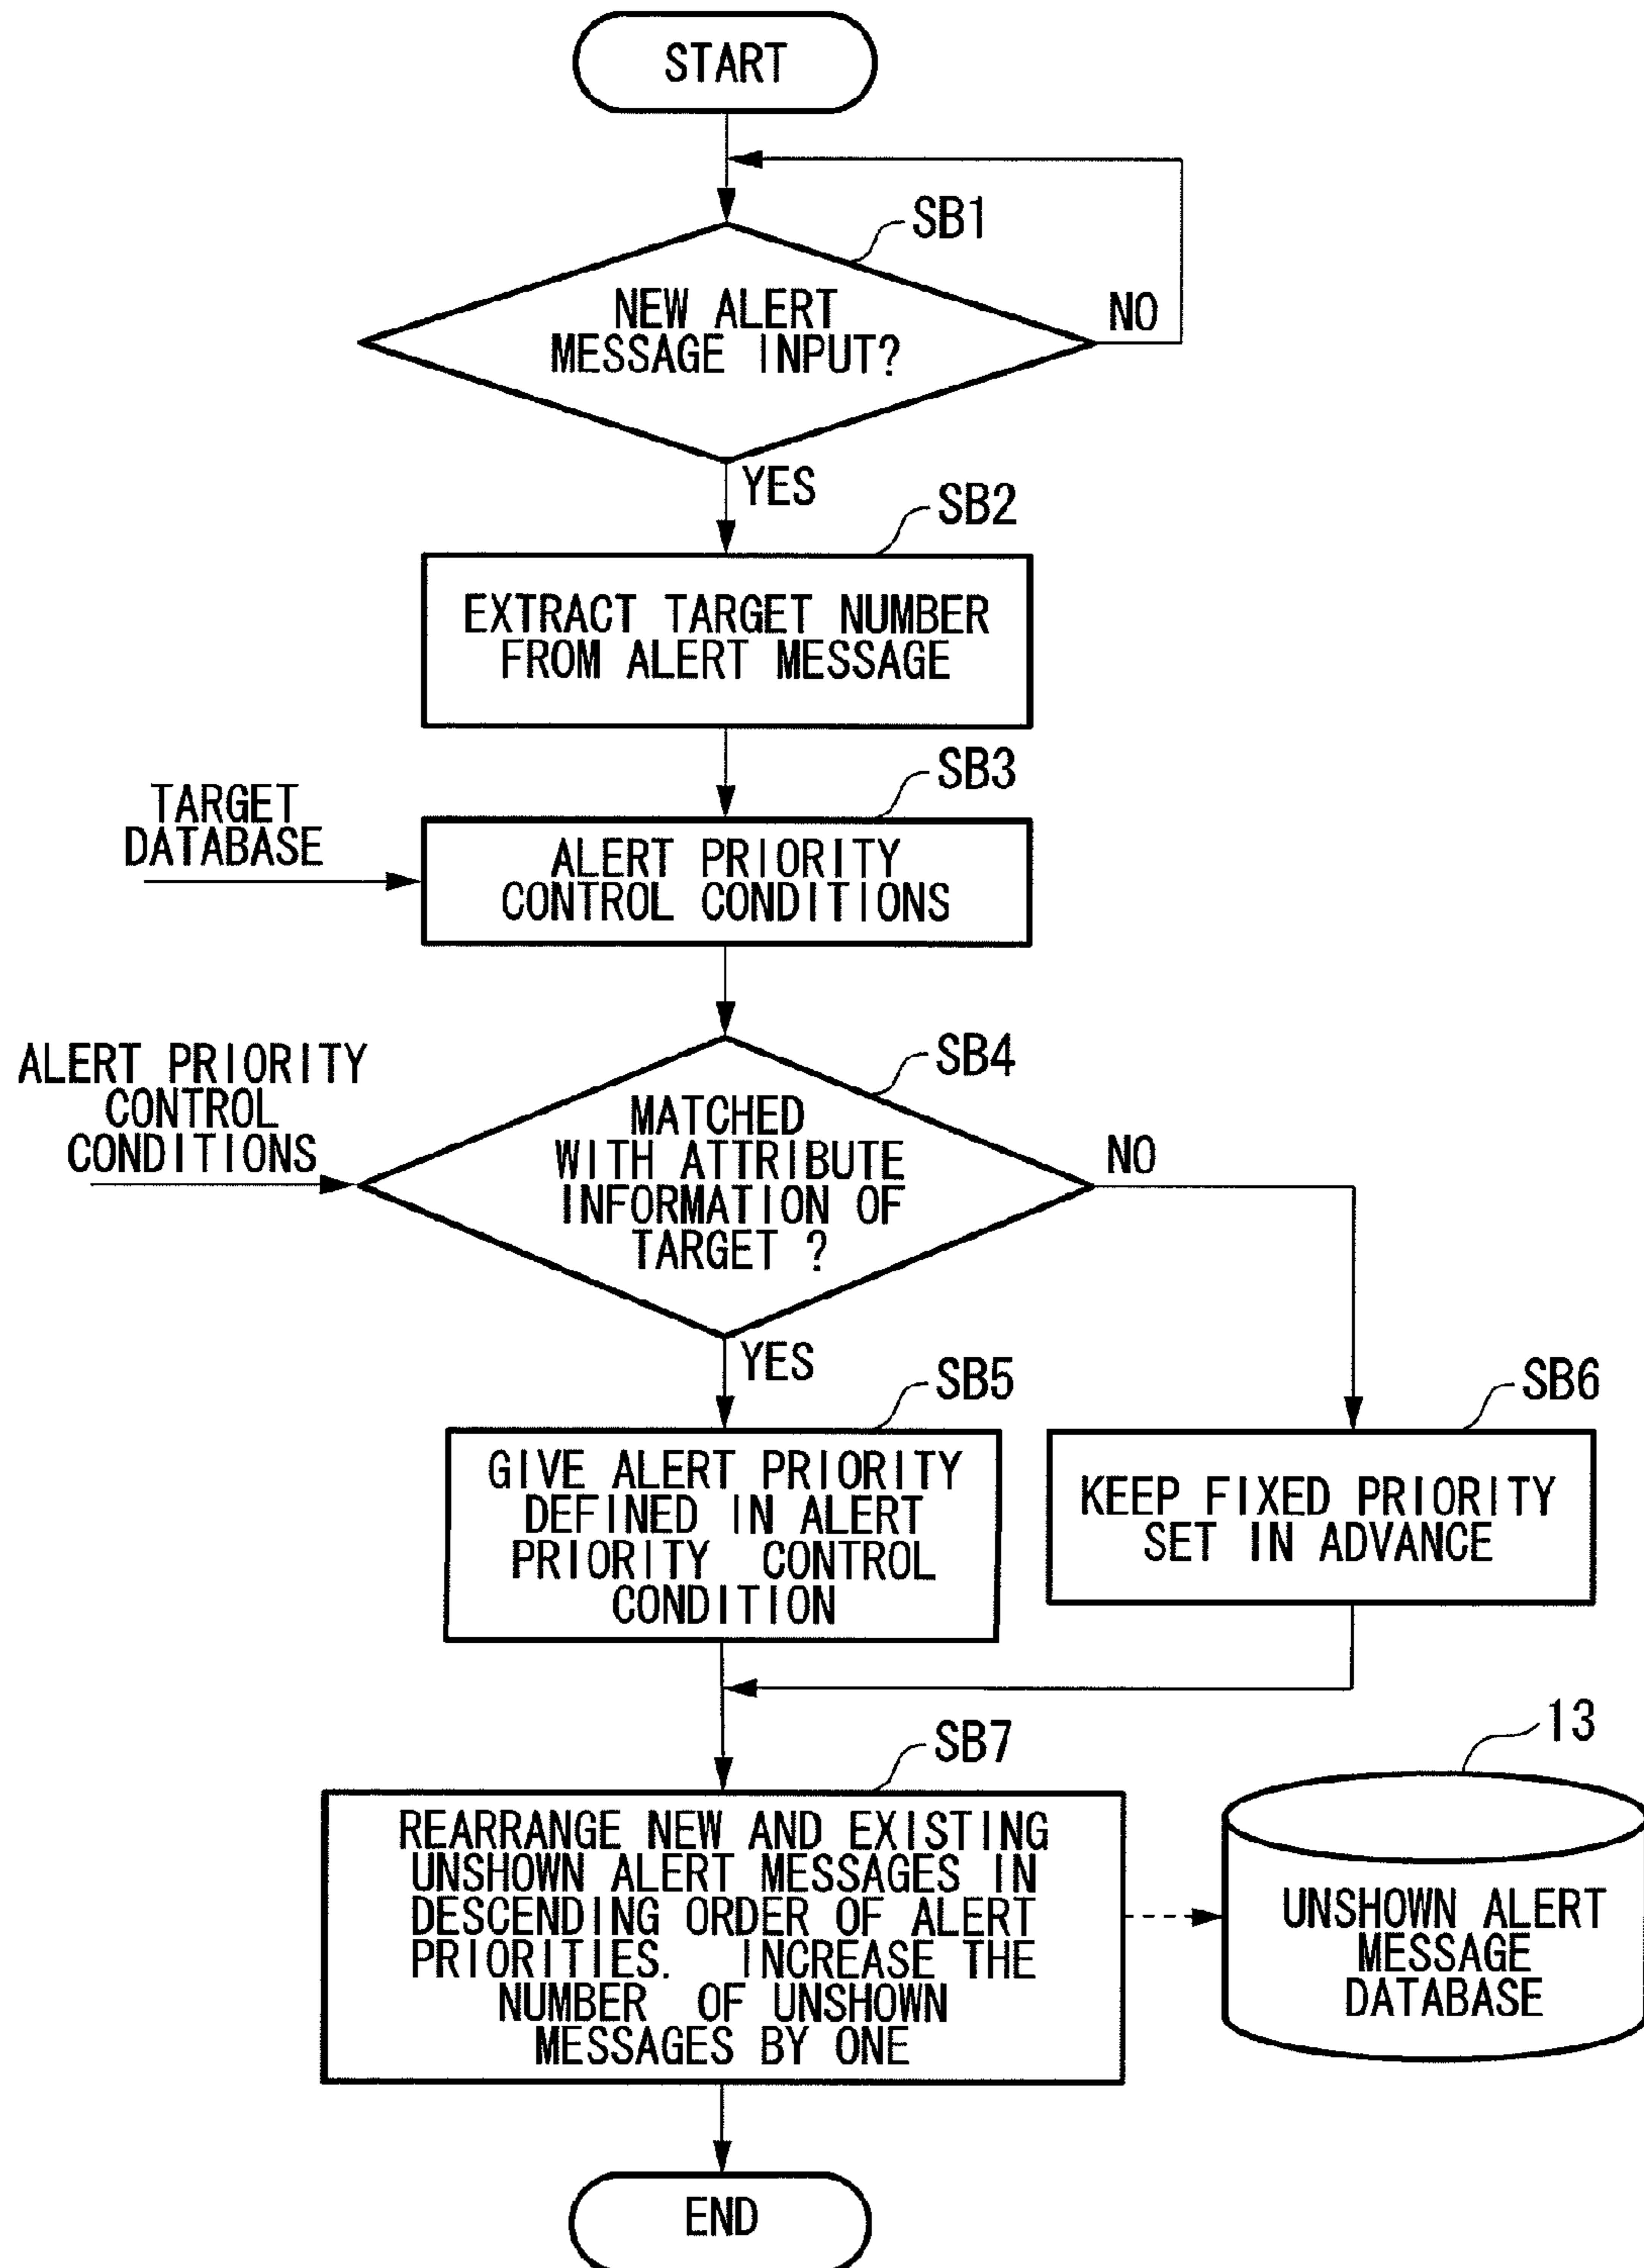 START
SB1
NEW ALERT
MESSAGE INPUT?
NO
YES
SB2
EXTRACT TARGET NUMBER
FROM ALERT MESSAGE
SB3
TARGET
DATABASE
ALERT PRIORITY
CONTROL CONDITIONS
SB4
ALERT PRIORITY
CONTROL
CONDITIONS
MATCHED
WITH ATTRIBUTE
INFORMATION OF
TARGET ?
NO
YES
SB5
GIVE ALERT PRIORITY
DEFINED IN ALERT
PRIORITY CONTROL
CONDITION
SB6
KEEP FIXED PRIORITY
SET IN ADVANCE
SB7
REARRANGE NEW AND EXISTING
UNSHOWN ALERT MESSAGES IN
DESCENDING ORDER OF ALERT
PRIORITIES. INCREASE THE
NUMBER OF UNSHOWN
MESSAGES BY ONE
13
UNSHOWN ALERT
MESSAGE
DATABASE
END